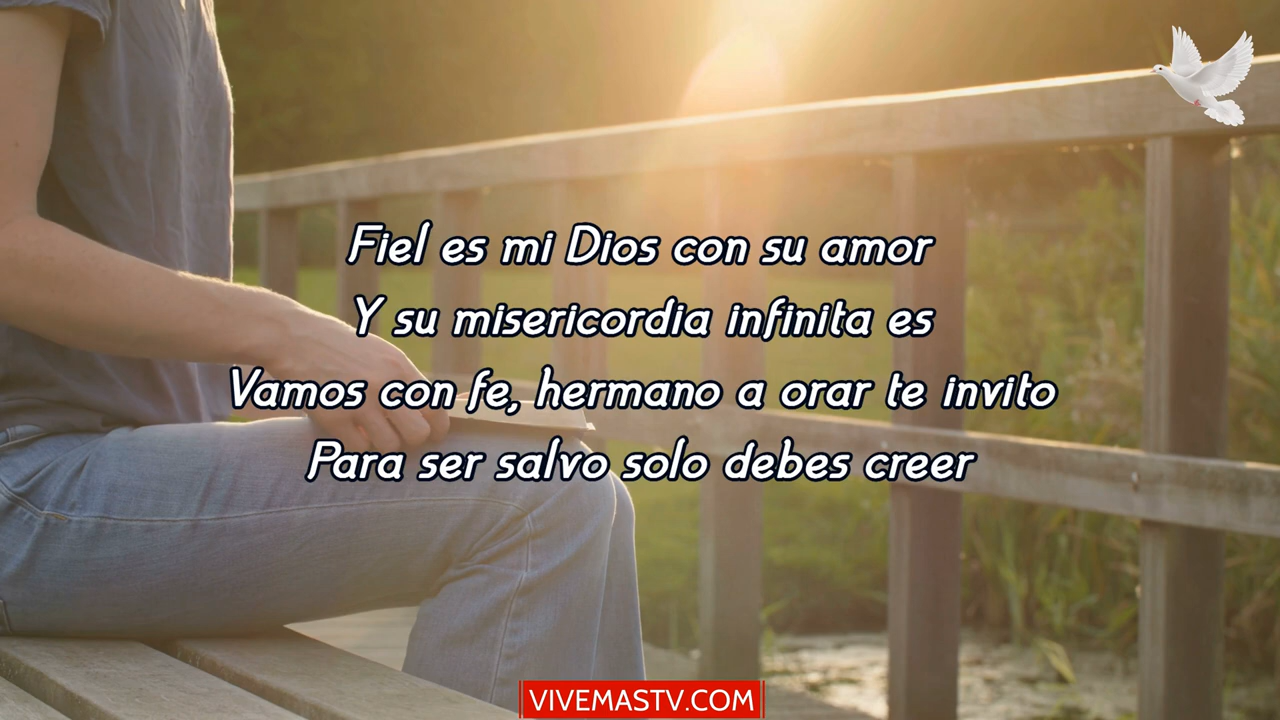 Fiel es mi Dios con su amor
Y su misericordia infinita es
Vamos con fe, hermano a orar te invito
Para ser salvo solo debes creer
VIVEMASTV.COM